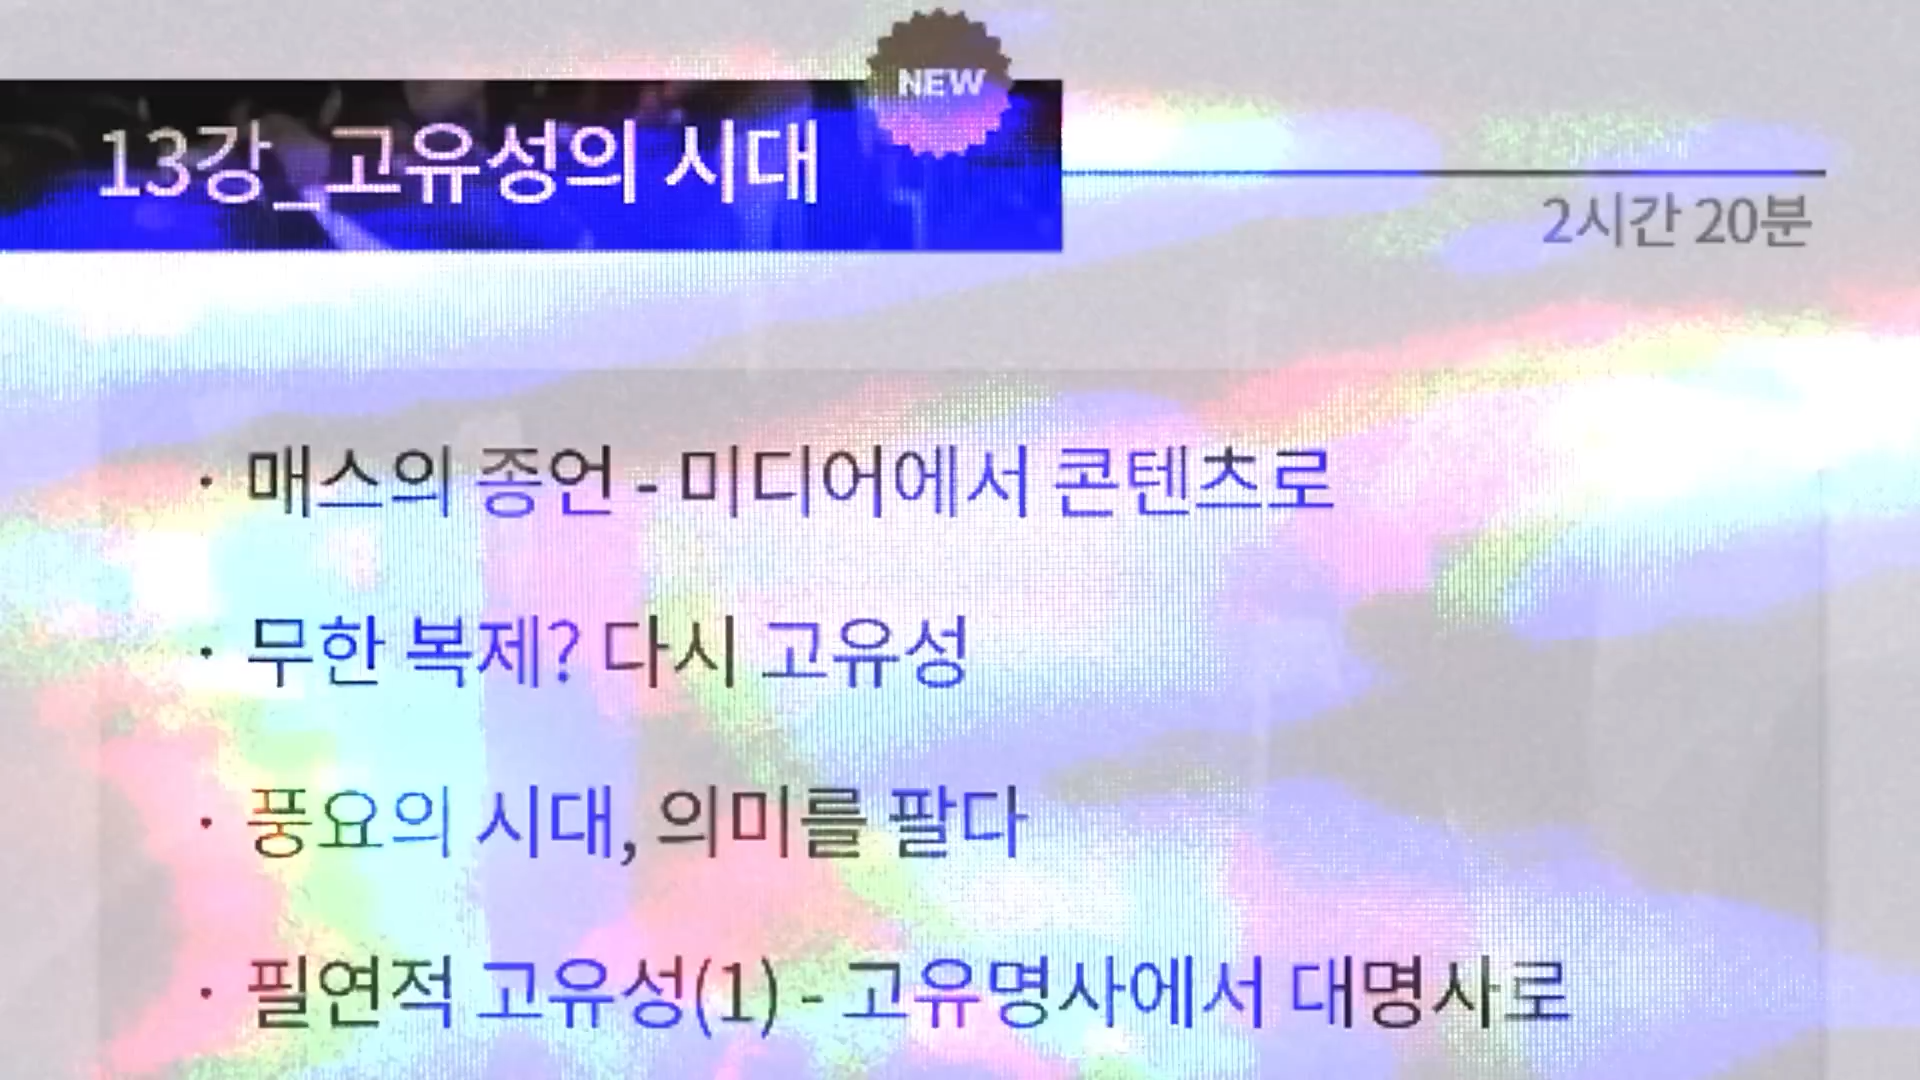 NEW
13강_고유성의 시대
2시간 20분
· 매스의 종언 - 미디어에서 콘텐츠로
· 무한 복제? 다시 고유성
· 풍요의 시대, 의미를 팔다
· 필연적 고유성(1) - 고유명사에서 대명사로